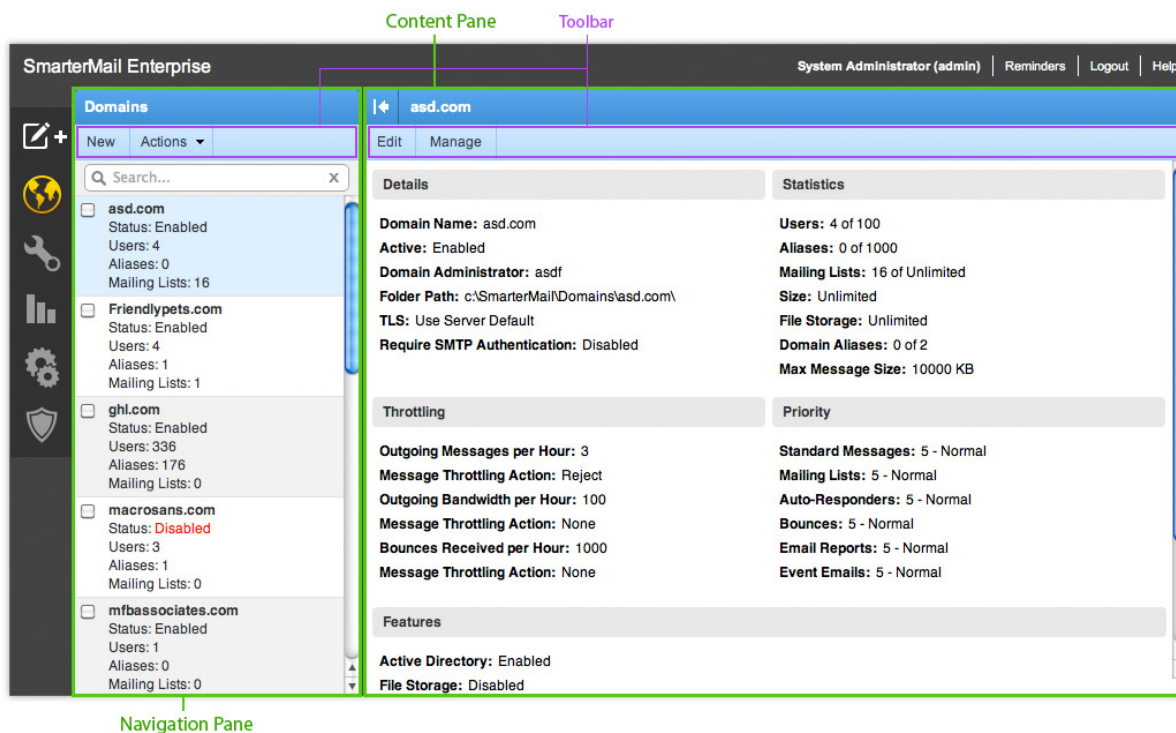 Content Pane
Toolbar
SmarterMail Enterprise
System Administrator (admin) Reminders Logout Help
Domains
New Actions
Search... x
asd.com
Status: Enabled
Users: 4
Aliases: 0
Mailing Lists: 16
Friendlypets.com
Status: Enabled
Users: 4
Aliases: 1
Mailing Lists: 1
ghl.com
Status: Enabled
Users: 336
Aliases: 176
Mailing Lists: 0
macrosans.com
Status: Disabled
Users: 3
Aliases: 1
Mailing Lists: 0
mfbassociates.com
Status: Enabled
Users: 1
Aliases: 0
Mailing Lists: 0
asd.com
Edit Manage
Details
Domain Name: asd.com
Active: Enabled
Domain Administrator: asdf
Folder Path: c:\SmarterMail\Domains\asd.com\
TLS: Use Server Default
Require SMTP Authentication: Disabled
Statistics
Users: 4 of 100
Aliases: 0 of 1000
Mailing Lists: 16 of Unlimited
Size: Unlimited
File Storage: Unlimited
Domain Aliases: 0 of 2
Max Message Size: 10000 KB
Throttling
Outgoing Messages per Hour: 3
Message Throttling Action: Reject
Outgoing Bandwidth per Hour: 100
Message Throttling Action: None
Bounces Received per Hour: 1000
Message Throttling Action: None
Priority
Standard Messages: 5 - Normal
Mailing Lists: 5 - Normal
Auto-Responders: 5 - Normal
Bounces: 5 - Normal
Email Reports: 5 - Normal
Event Emails: 5 - Normal
Features
Active Directory: Enabled
File Storage: Disabled
Navigation Pane